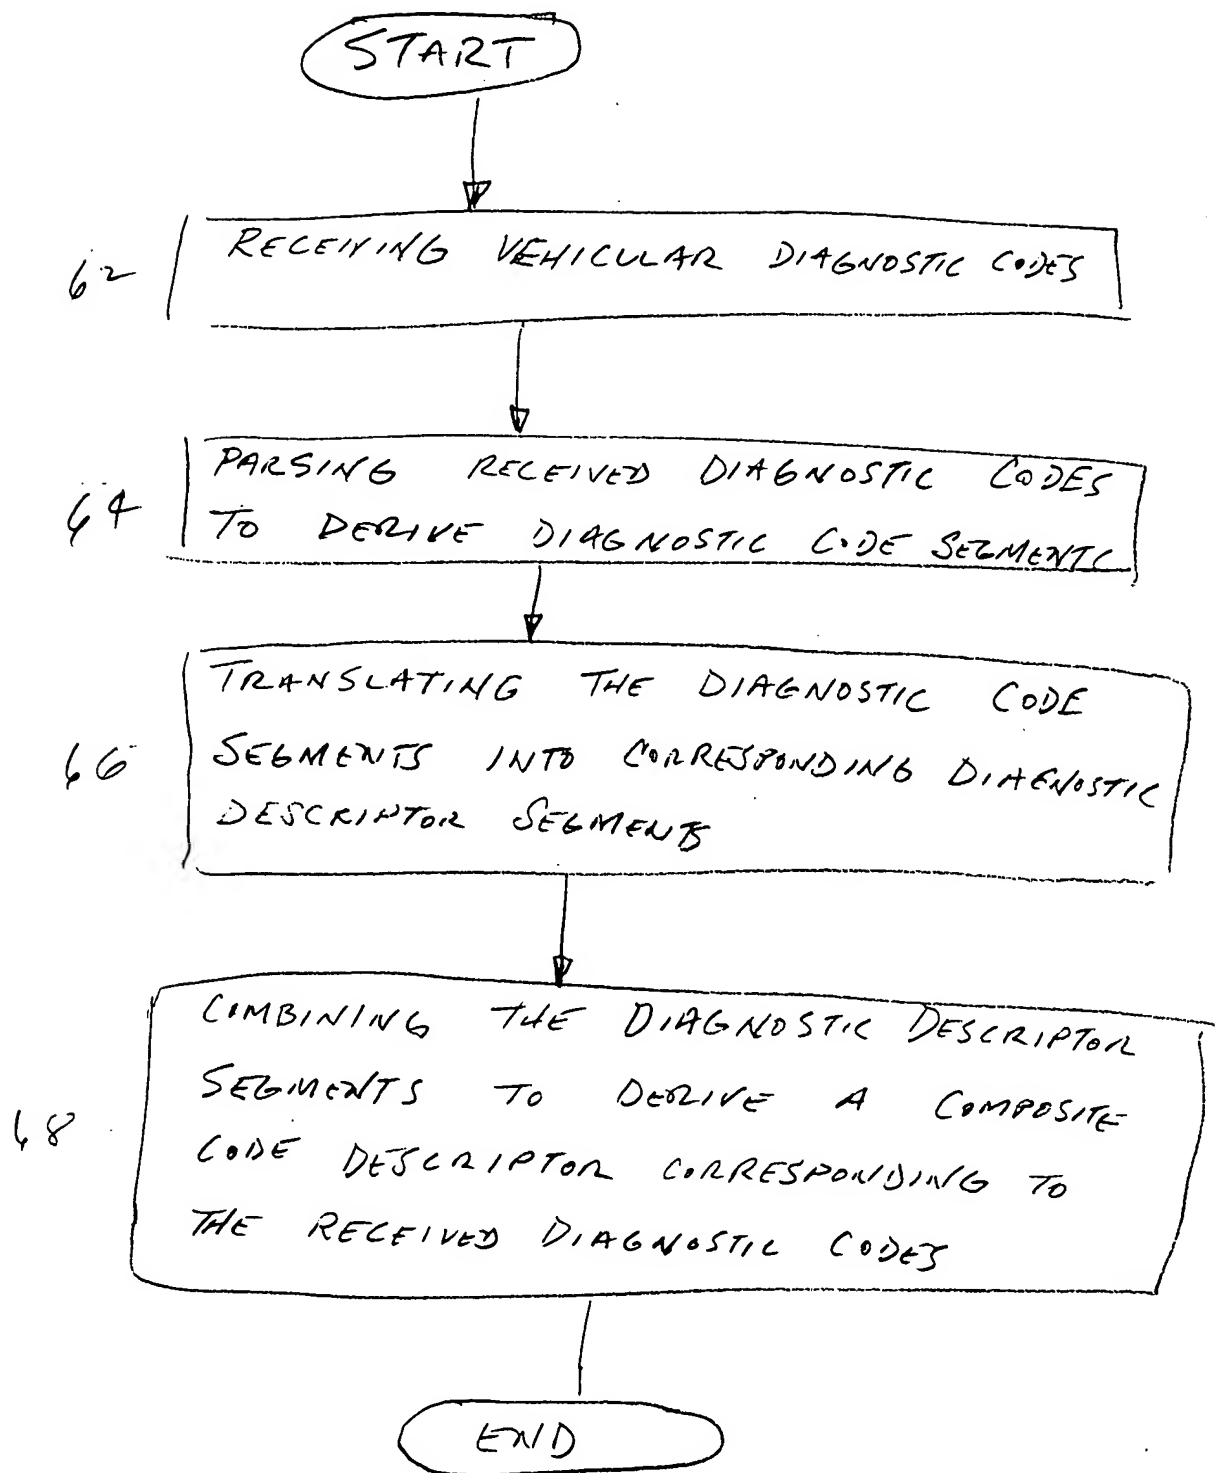 START
62
RECEIVING VEHICULAR DIAGNOSTIC CODES
64
PARSING RECEIVED DIAGNOSTIC CODES
TO DERIVE DIAGNOSTIC CODE SEGMENTS
66
TRANSLATING THE DIAGNOSTIC CODE
SEGMENTS INTO CORRESPONDING DIAGNOSTIC
DESCRIPTOR SEGMENTS
68
COMBINING THE DIAGNOSTIC DESCRIPTOR
SEGMENTS TO DERIVE A COMPOSITE
CODE DESCRIPTOR CORRESPONDING TO
THE RECEIVED DIAGNOSTIC CODES
END